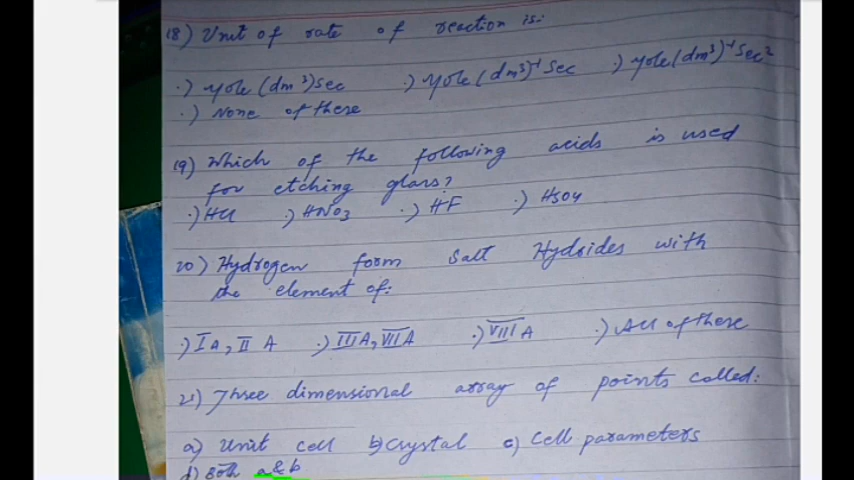 18) Unit of rate of reaction is:
.) Mole (dm³)sec .) Mole (dm³)⁻¹ Sec .) Mole (dm³)⁻¹ Sec²
.) None of these
19) Which of the following acids is used
for etching glass?
.) HCl .) HNO3 .) HF .) HSO4
20) Hydrogen form Salt Hydrides with
the element of:
.) IA, II A .) IIIA, VIIA .) VIII A .) All of these
21) Three dimensional array of points called:
a) Unit cell b) Crystal c) Cell parameters
d) Both a & b